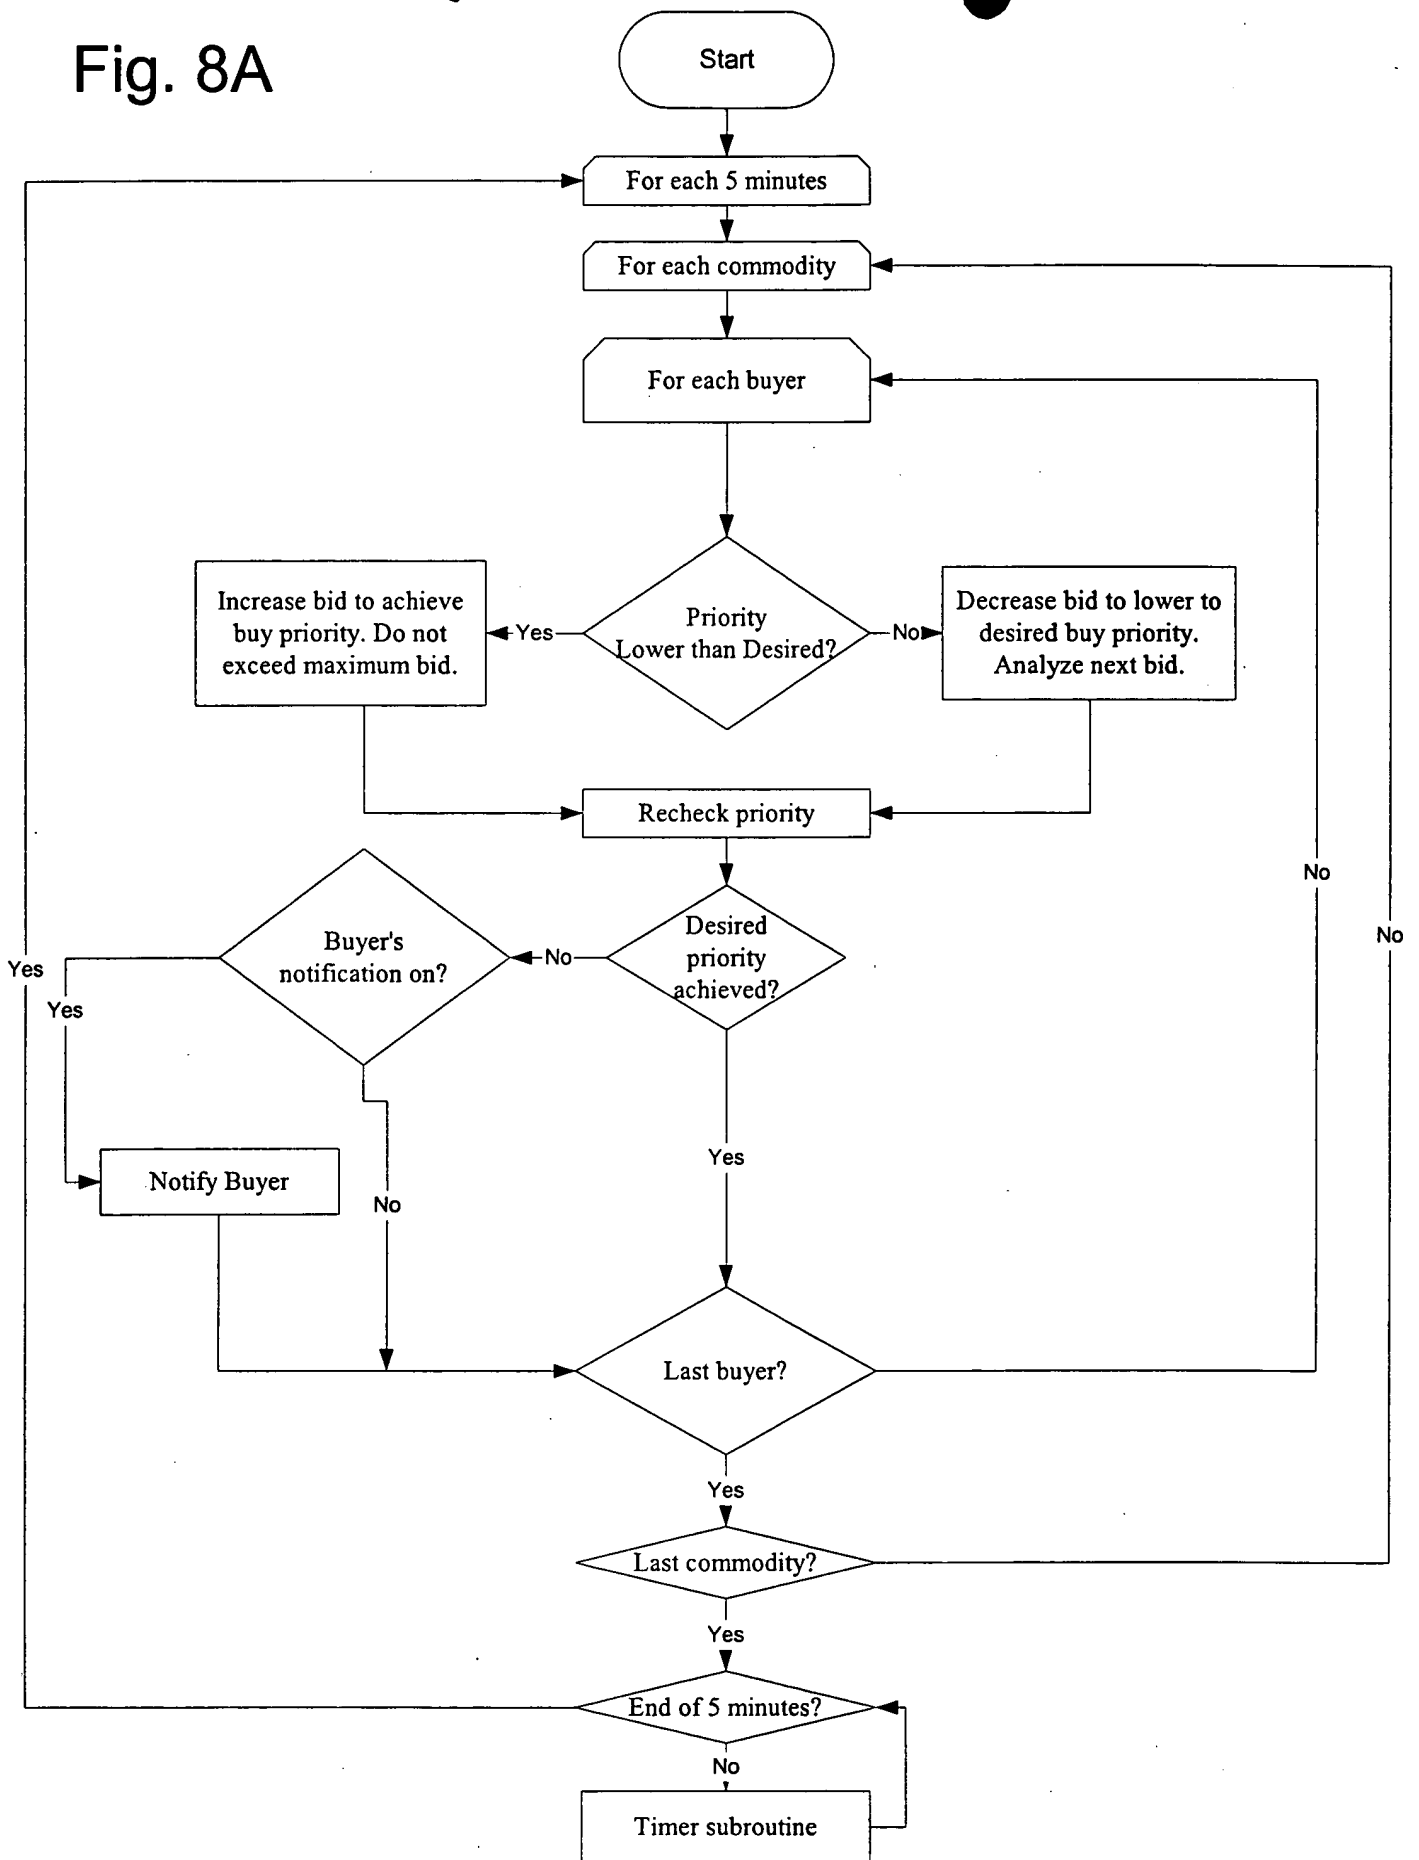 Fig. 8A
Start
For each 5 minutes
For each commodity
For each buyer
Increase bid to achieve
buy priority. Do not
exceed maximum bid.
Yes
Priority
Lower than Desired?
No
Decrease bid to lower to
desired buy priority.
Analyze next bid.
Recheck priority
No
No
Buyer's
notification on?
No
Desired
priority
achieved?
Yes
Yes
Yes
Notify Buyer
No
Last buyer?
Yes
Last commodity?
Yes
End of 5 minutes?
No
Timer subroutine